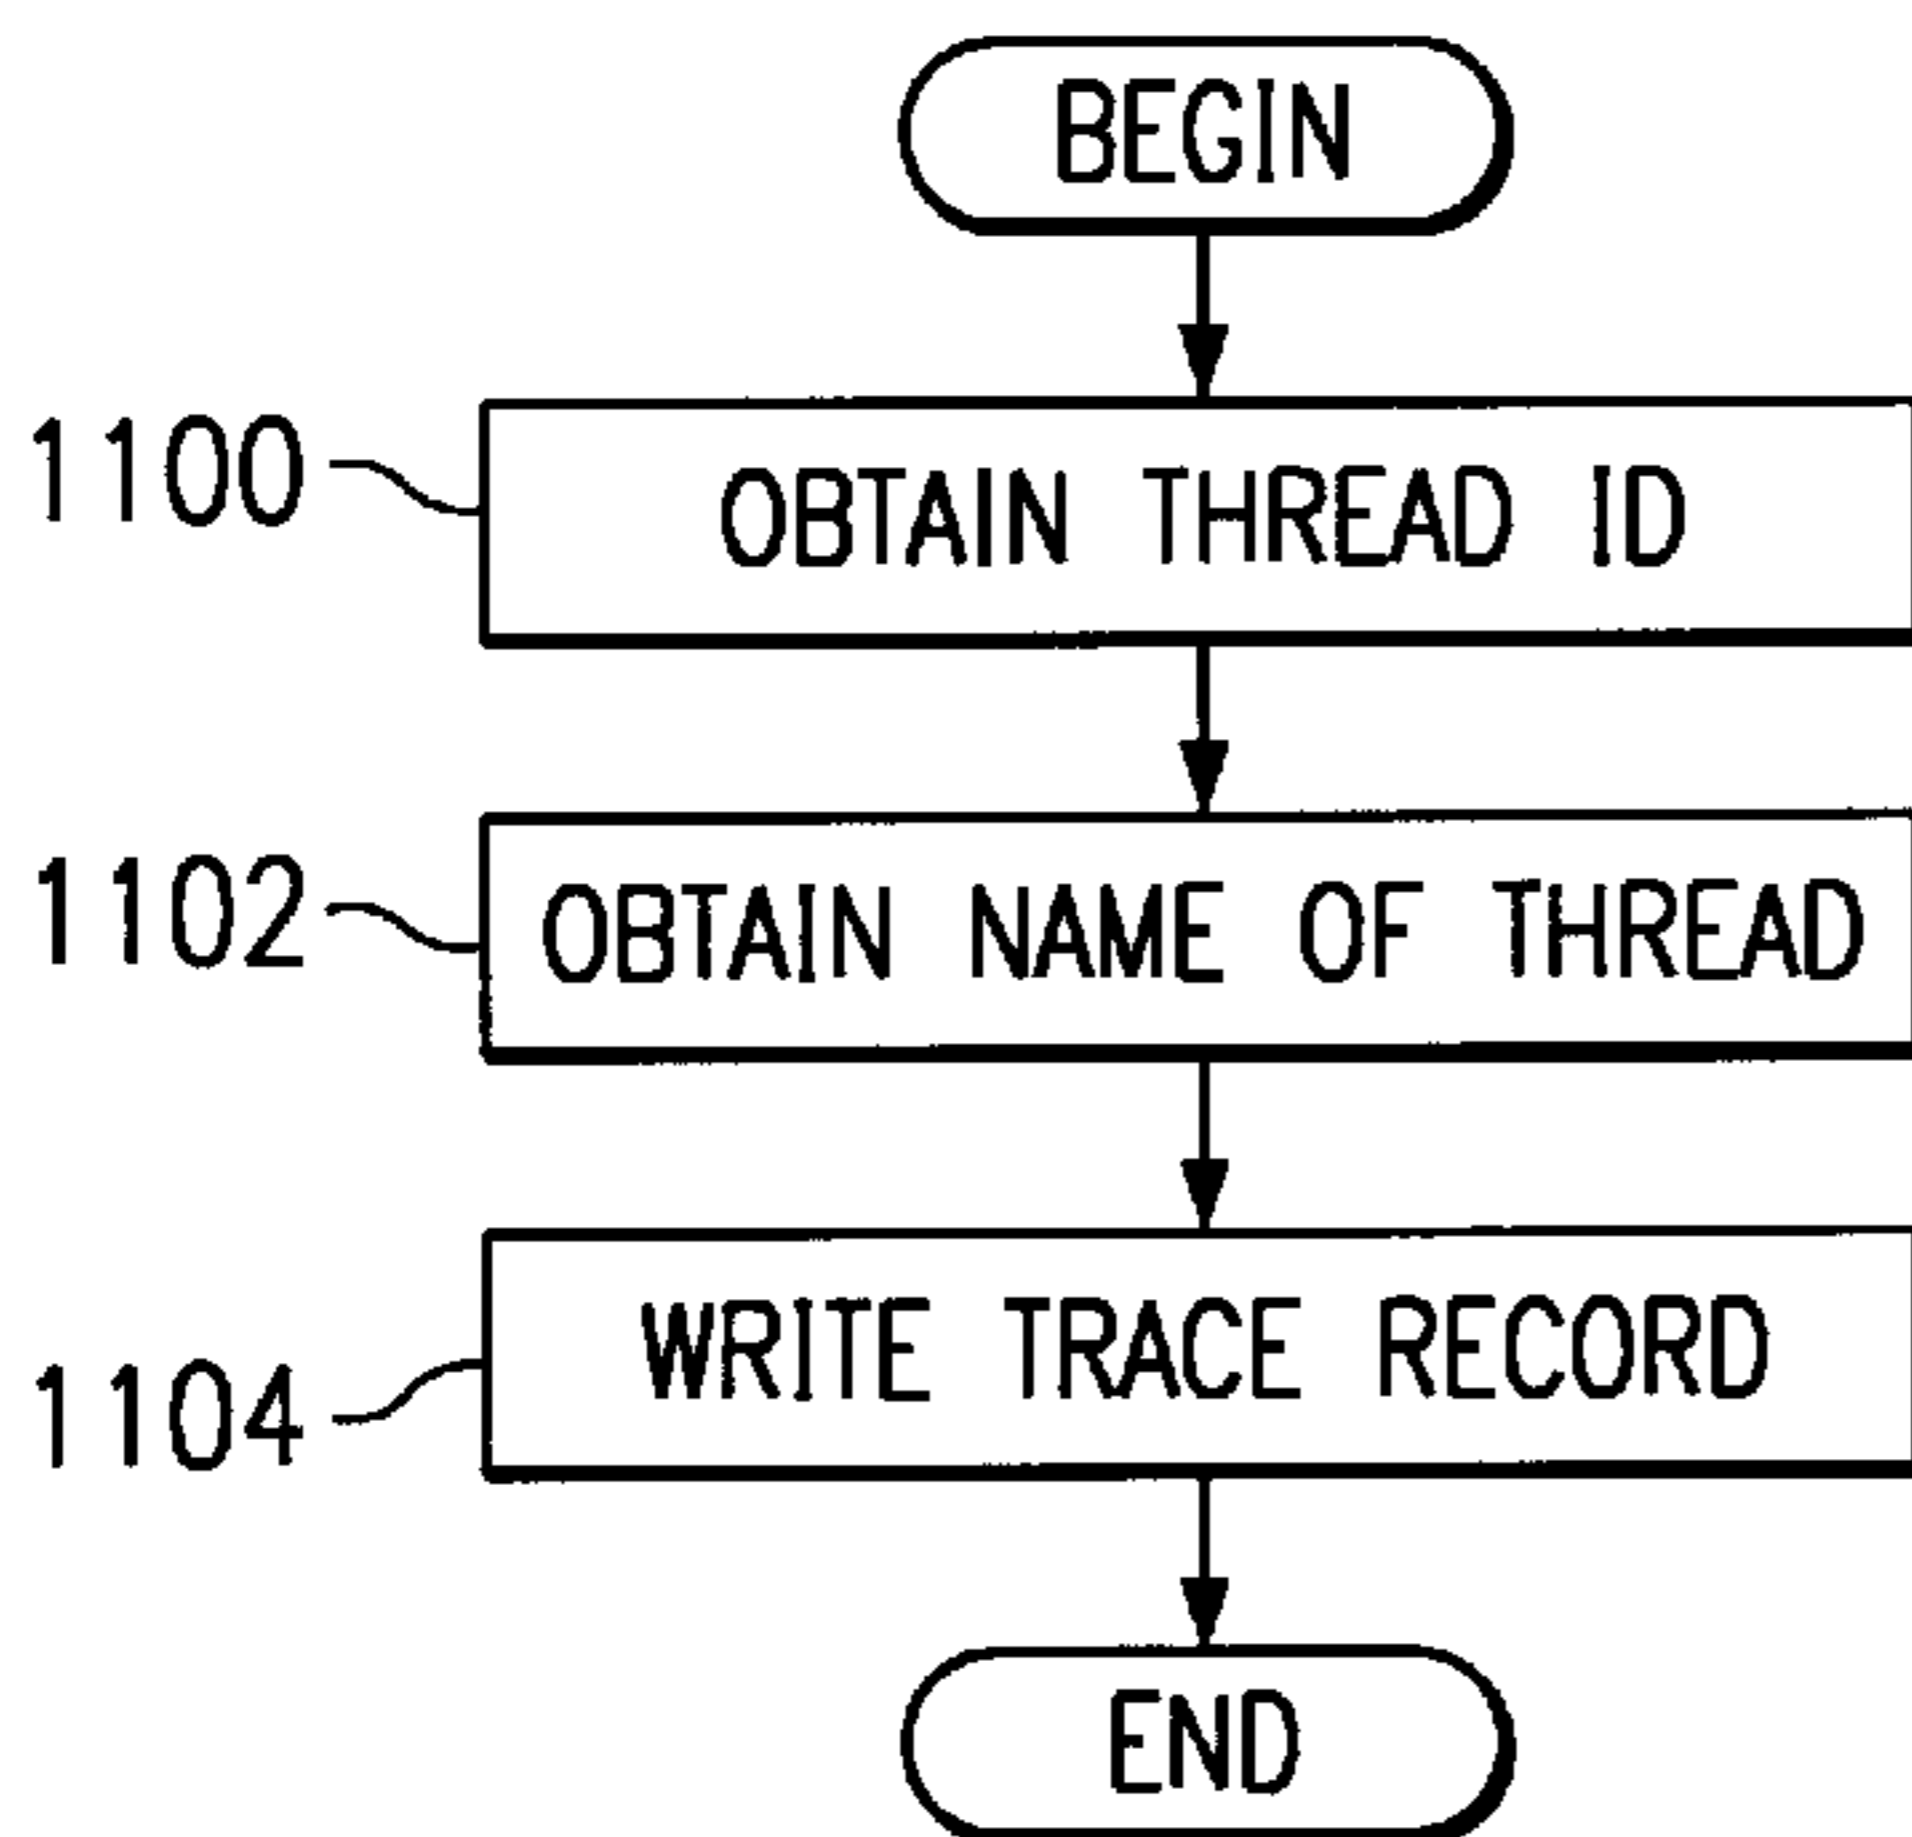 BEGIN
1100
OBTAIN THREAD ID
1102
OBTAIN NAME OF THREAD
1104
WRITE TRACE RECORD
END